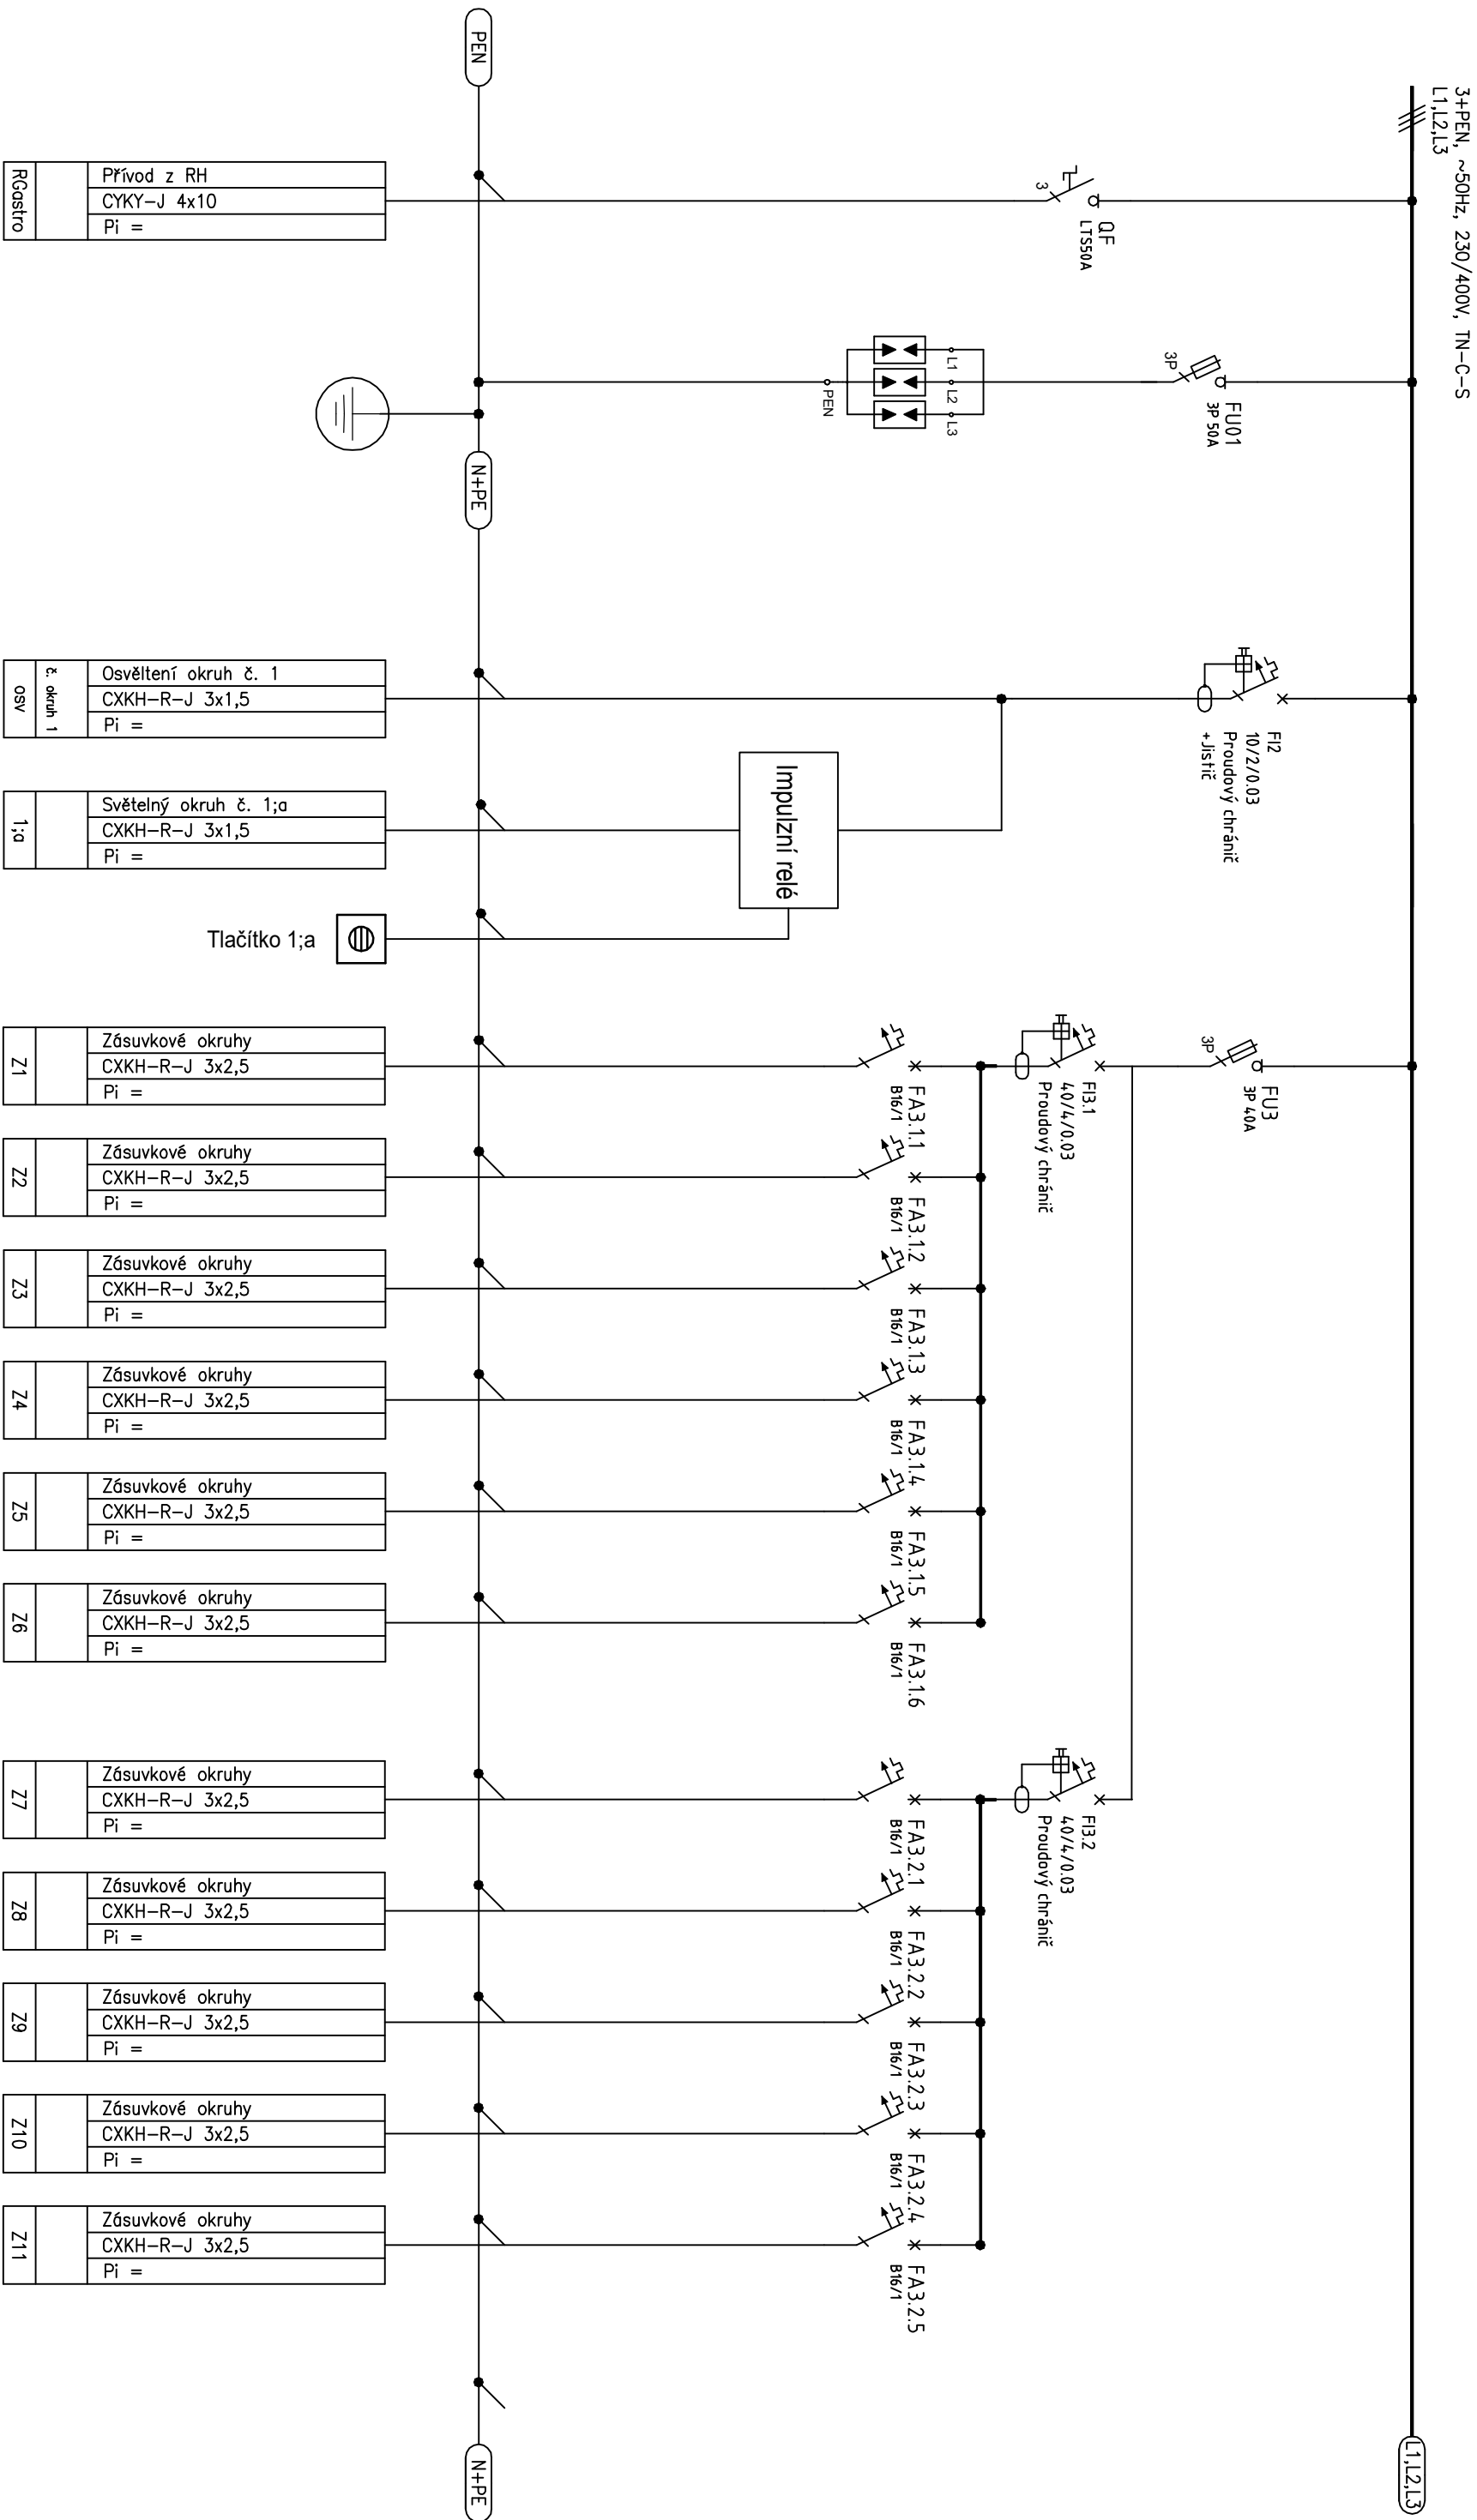 3+PEN, ~50Hz, 230/400V, TN-C-S
L1,L2,L3
PEN
QF
LTS50A
3
Přívod z RH
CYKY-J 4x10
Pi =
RGastro
FU01
3P 50A
3P
L1
L2
L3
PEN
N+PE
FI2
10/2/0.03
Proudový chránič
+Jistič
Osvěltení okruh č. 1
CXKH-R-J 3x1,5
Pi =
č. okruh 1
osv
Impulzní relé
Světelný okruh č. 1;a
CXKH-R-J 3x1,5
Pi =
1;a
Tlačítko 1;a
FU3
3P 40A
3P
FI3.1
40/4/0.03
Proudový chránič
FA3.1.1
B16/1
Zásuvkové okruhy
CXKH-R-J 3x2,5
Pi =
Z1
FA3.1.2
B16/1
Zásuvkové okruhy
CXKH-R-J 3x2,5
Pi =
Z2
FA3.1.3
B16/1
Zásuvkové okruhy
CXKH-R-J 3x2,5
Pi =
Z3
FA3.1.4
B16/1
Zásuvkové okruhy
CXKH-R-J 3x2,5
Pi =
Z4
FA3.1.5
B16/1
Zásuvkové okruhy
CXKH-R-J 3x2,5
Pi =
Z5
FA3.1.6
B16/1
Zásuvkové okruhy
CXKH-R-J 3x2,5
Pi =
Z6
FI3.2
40/4/0.03
Proudový chránič
FA3.2.1
B16/1
Zásuvkové okruhy
CXKH-R-J 3x2,5
Pi =
Z7
FA3.2.2
B16/1
Zásuvkové okruhy
CXKH-R-J 3x2,5
Pi =
Z8
FA3.2.3
B16/1
Zásuvkové okruhy
CXKH-R-J 3x2,5
Pi =
Z9
FA3.2.4
B16/1
Zásuvkové okruhy
CXKH-R-J 3x2,5
Pi =
Z10
FA3.2.5
B16/1
Zásuvkové okruhy
CXKH-R-J 3x2,5
Pi =
Z11
L1,L2,L3
N+PE